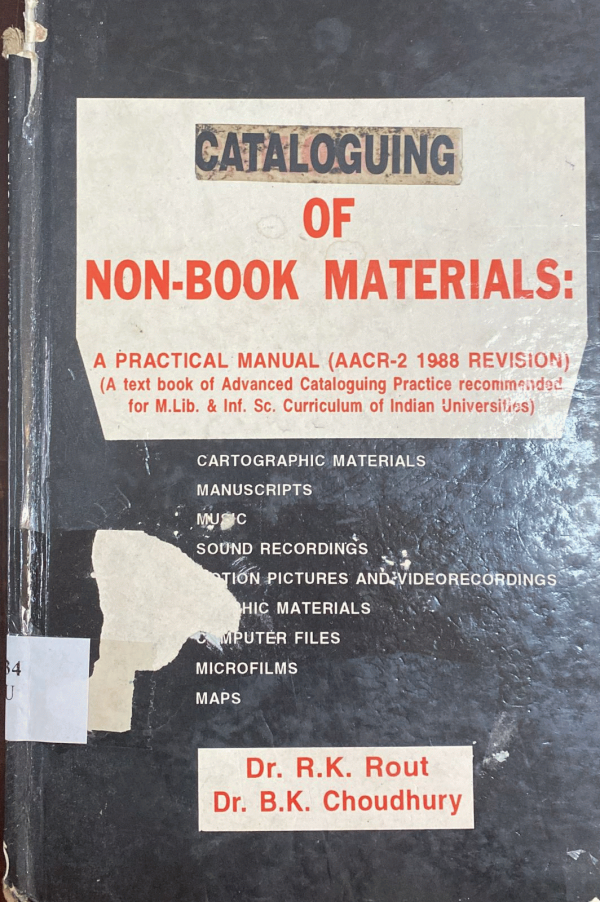 CATALOGUING
OF
NON-BOOK MATERIALS:
A PRACTICAL MANUAL (AACR-2 1988 REVISION)
(A text book of Advanced Cataloguing Practice recommended
for M.Lib. & Inf. Sc. Curriculum of Indian Universities)
CARTOGRAPHIC MATERIALS
MANUSCRIPTS
MUSIC
SOUND RECORDINGS
PICTURES AND VIDEORECORDINGS
MATERIALS
COMPUTER FILES
MICROFILMS
MAPS
34
U
Dr. R.K. Rout
Dr. B.K. Choudhury